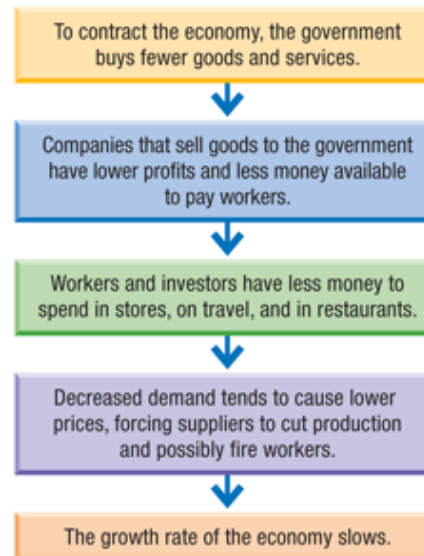 To contract the economy, the government
buys fewer goods and services.
Companies that sell goods to the government
have lower profits and less money available
to pay workers.
Workers and investors have less money to
spend in stores, on travel, and in restaurants.
Decreased demand tends to cause lower
prices, forcing suppliers to cut production
and possibly fire workers.
The growth rate of the economy slows.